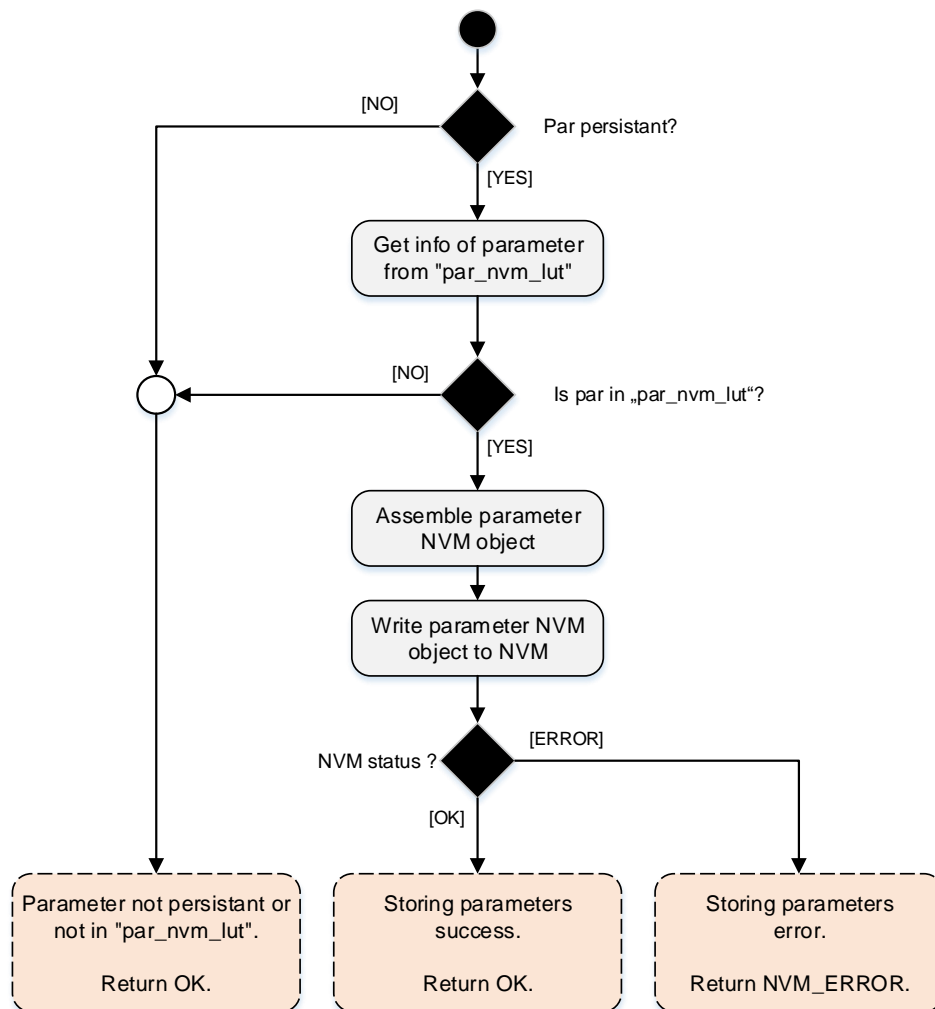 [NO]
Par persistant?
[YES]
Get info of parameter
from "par_nvm_lut"
[NO]
Is par in „par_nvm_lut“?
[YES]
Assemble parameter
NVM object
Write parameter NVM
object to NVM
NVM status ?
[ERROR]
[OK]
Parameter not persistant or
not in "par_nvm_lut".
Return OK.
Storing parameters
success.
Return OK.
Storing parameters
error.
Return NVM_ERROR.